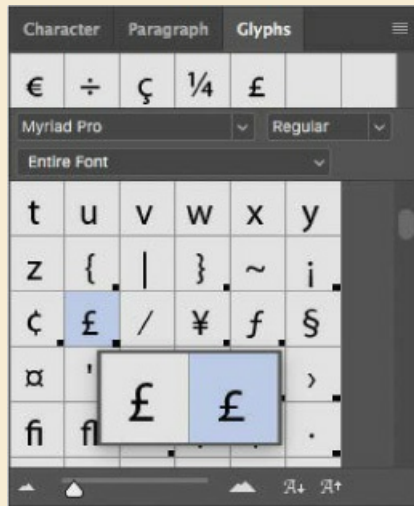 Character Paragraph Glyphs
€ ÷ ç ¼ £
Myriad Pro Regular
Entire Font
t u v w x y
z { | } ~ ¡
¢ £ ⁄ ¥ ƒ §
¤ ' £ £ ›
fi fl ·